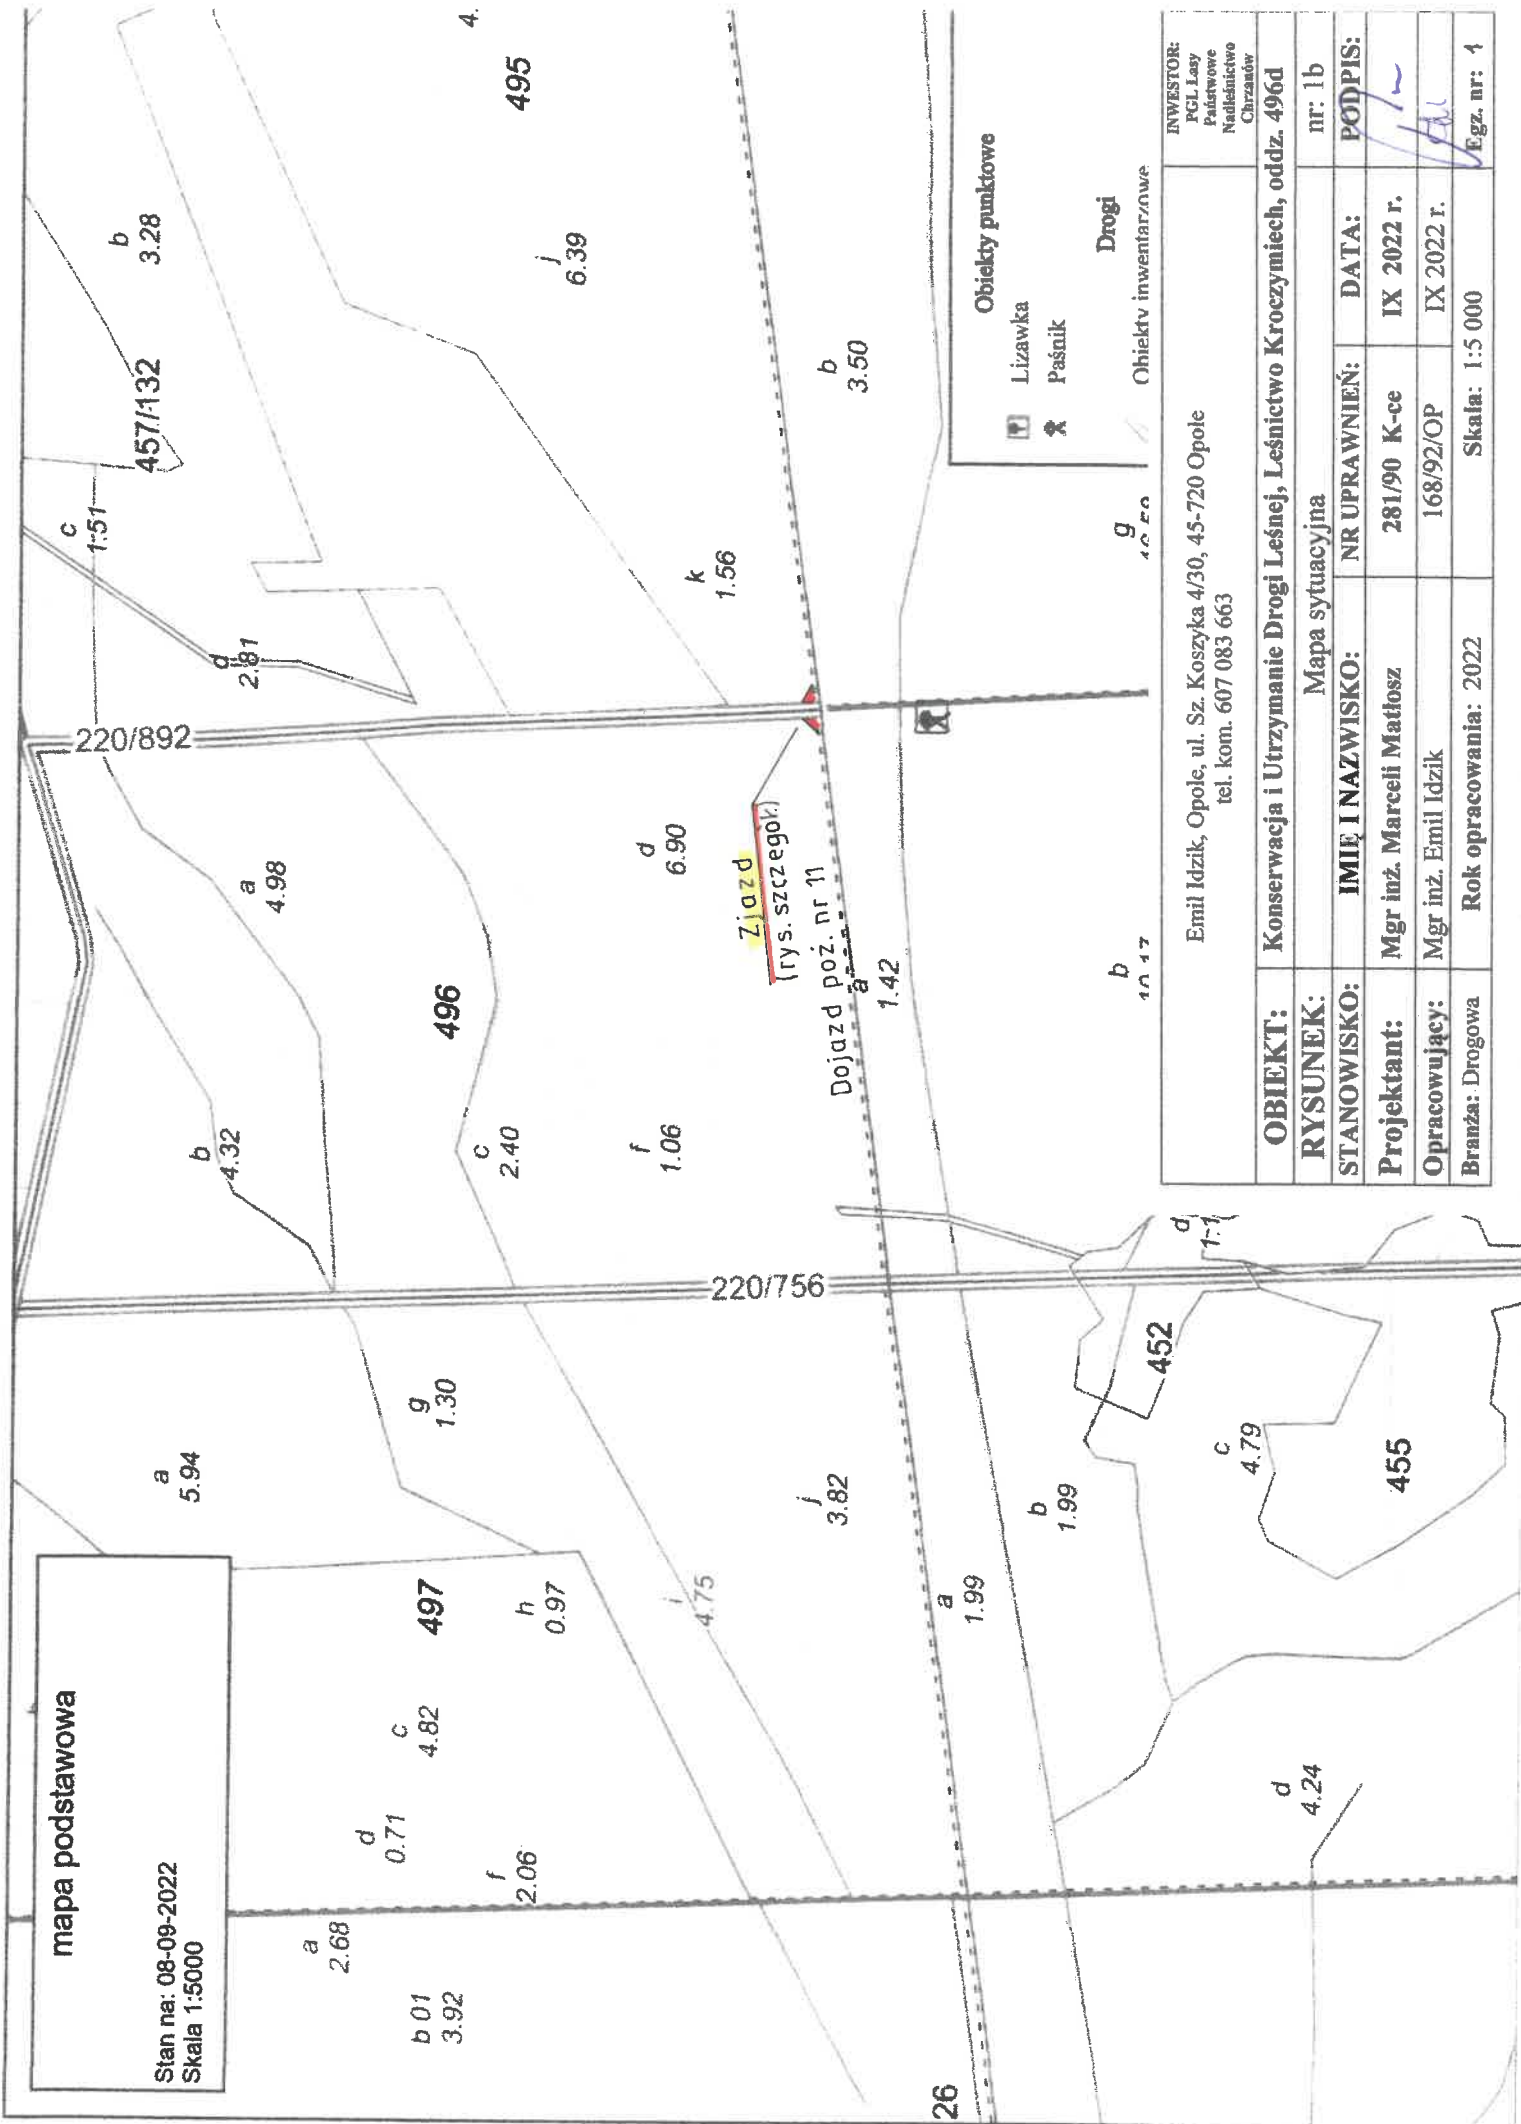 mapa podstawowa
Stan na: 08-09-2022
Skala 1:5000
a
5.94
b
4.32
a
4.98
220/892
c
1.51
457/132
b
3.28
d
2.81
a
2.68
b 01
3.92
d
0.71
c
4.82
f
2.06
497
g
1.30
h
0.97
496
c
2.40
495
j
6.39
4.
i
4.75
f
1.06
d
6.90
k
1.56
220/756
j
3.82
Zjazd
(rys. szczegół.)
Dojazd poż. nr 11
a
1.42
b
3.50
26
a
1.99
b
1.99
452
d
c
4.79
455
d
4.24
b
10.17
g
Obiekty punktowe
Lizawka
Paśnik
Drogi
Obiekty inwentarzowe
Emil Idzik, Opole, ul. Sz. Koszyka 4/30, 45-720 Opole
tel. kom. 607 083 663
INWESTOR:
PGL Lasy
Państwowe
Nadleśnictwo
Chrzanów
OBIEKT: Konserwacja i Utrzymanie Drogi Leśnej, Leśnictwo Kroczymiech, oddz. 496d
RYSUNEK: Mapa sytuacyjna nr: 1b
STANOWISKO: IMIĘ I NAZWISKO: NR UPRAWNIEŃ: DATA: PODPIS:
Projektant: Mgr inż. Marceli Matłosz 281/90 K-ce IX 2022 r.
Opracowujący: Mgr inż. Emil Idzik 168/92/OP IX 2022 r.
Branża: Drogowa Rok opracowania: 2022 Skala: 1:5 000 Egz. nr: 1